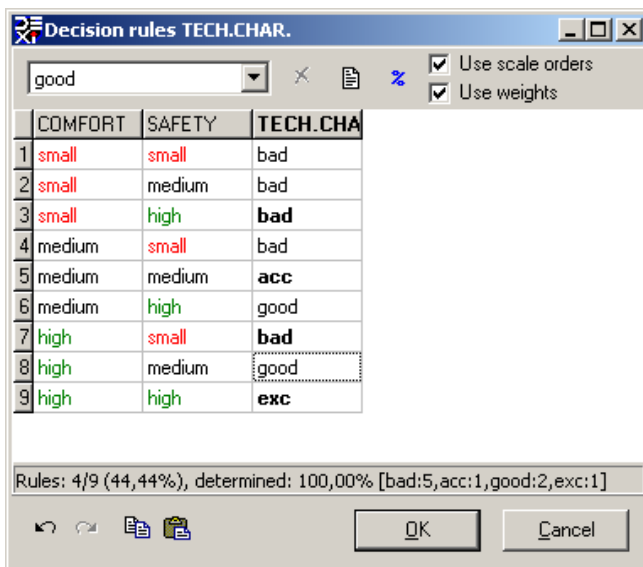 Decision rules TECH.CHAR.
good
% Use scale orders
Use weights
COMFORT SAFETY TECH.CHA
1 small small bad
2 small medium bad
3 small high bad
4 medium small bad
5 medium medium acc
6 medium high good
7 high small bad
8 high medium good
9 high high exc
Rules: 4/9 (44,44%), determined: 100,00% [bad:5,acc:1,good:2,exc:1]
OK Cancel